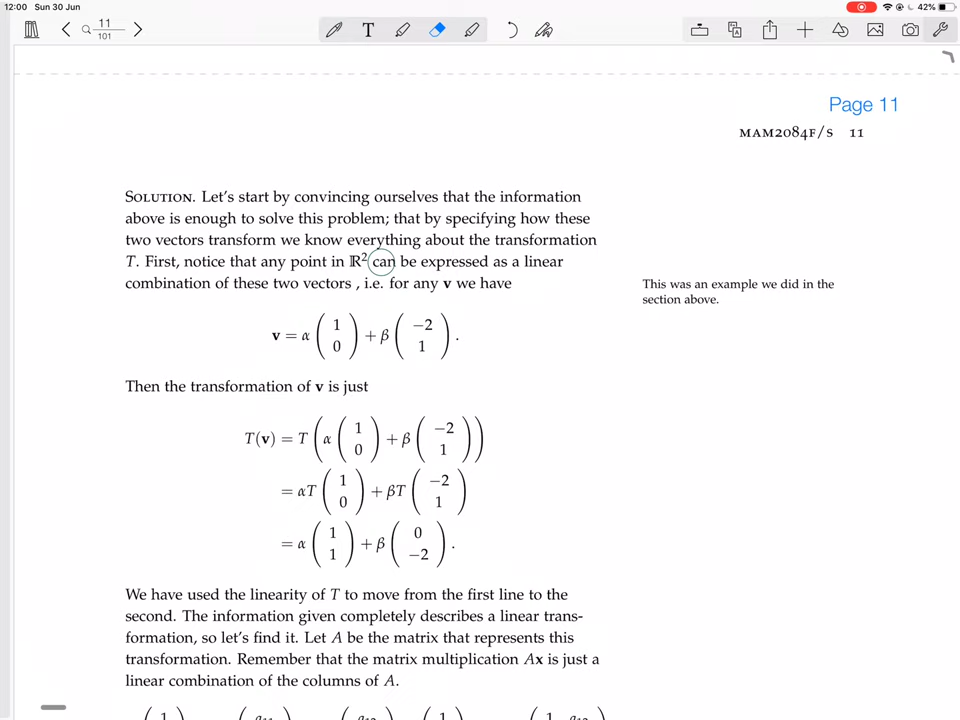 12:00 Sun 30 Jun 42%
11
101
T
Page 11
MAM2084F/S 11
SOLUTION. Let's start by convincing ourselves that the information
above is enough to solve this problem; that by specifying how these
two vectors transform we know everything about the transformation
T. First, notice that any point in ℝ² can be expressed as a linear
combination of these two vectors , i.e. for any v we have
This was an example we did in the
section above.
v = α ( 1 0 ) + β ( −2 1 ) .
Then the transformation of v is just
T(v) = T ( α ( 1 0 ) + β ( −2 1 ) )
= αT ( 1 0 ) + βT ( −2 1 )
= α ( 1 1 ) + β ( 0 −2 ) .
We have used the linearity of T to move from the first line to the
second. The information given completely describes a linear trans-
formation, so let's find it. Let A be the matrix that represents this
transformation. Remember that the matrix multiplication Ax is just a
linear combination of the columns of A.